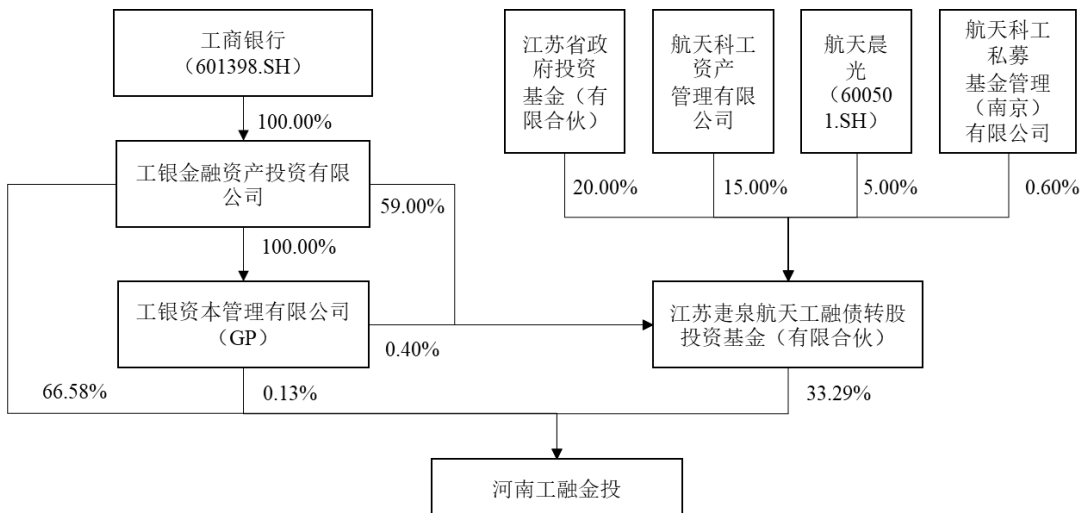 工商银行
（601398.SH）
江苏省政
府投资
基金（有
限合伙）
航天科工
资产
管理有限
公司
航天晨
光
（60050
1.SH）
航天科工
私募
基金管理
（南京）
有限公司
100.00%
工银金融资产投资有限
公司
59.00%
20.00%
15.00%
5.00%
0.60%
100.00%
工银资本管理有限公司
（GP）
0.40%
江苏疌泉航天工融债转股
投资基金（有限合伙）
66.58%
0.13%
33.29%
河南工融金投